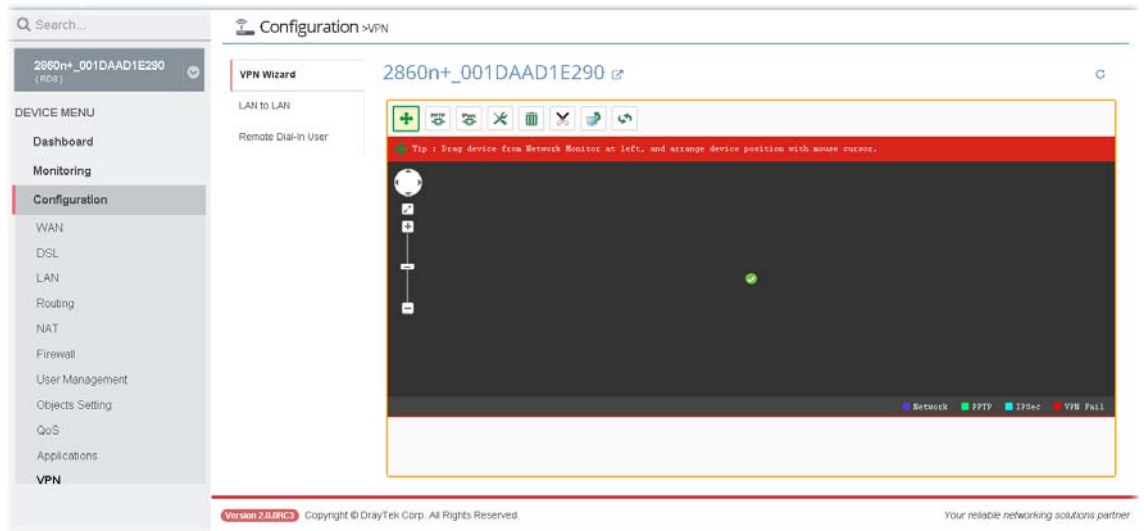 Search...
2860n+_001DAAD1E290
(RD8)
DEVICE MENU
Dashboard
Monitoring
Configuration
WAN
DSL
LAN
Routing
NAT
Firewall
User Management
Objects Setting
QoS
Applications
VPN
Configuration >VPN
VPN Wizard
LAN to LAN
Remote Dial-In User
2860n+_001DAAD1E290
PPTP
Tip : Drag device from Network Monitor at left, and arrange device position with mouse cursor.
Network PPTP IPSec VPN Fail
Version 2.0.0RC3 Copyright © DrayTek Corp. All Rights Reserved.
Your reliable networking solutions partner